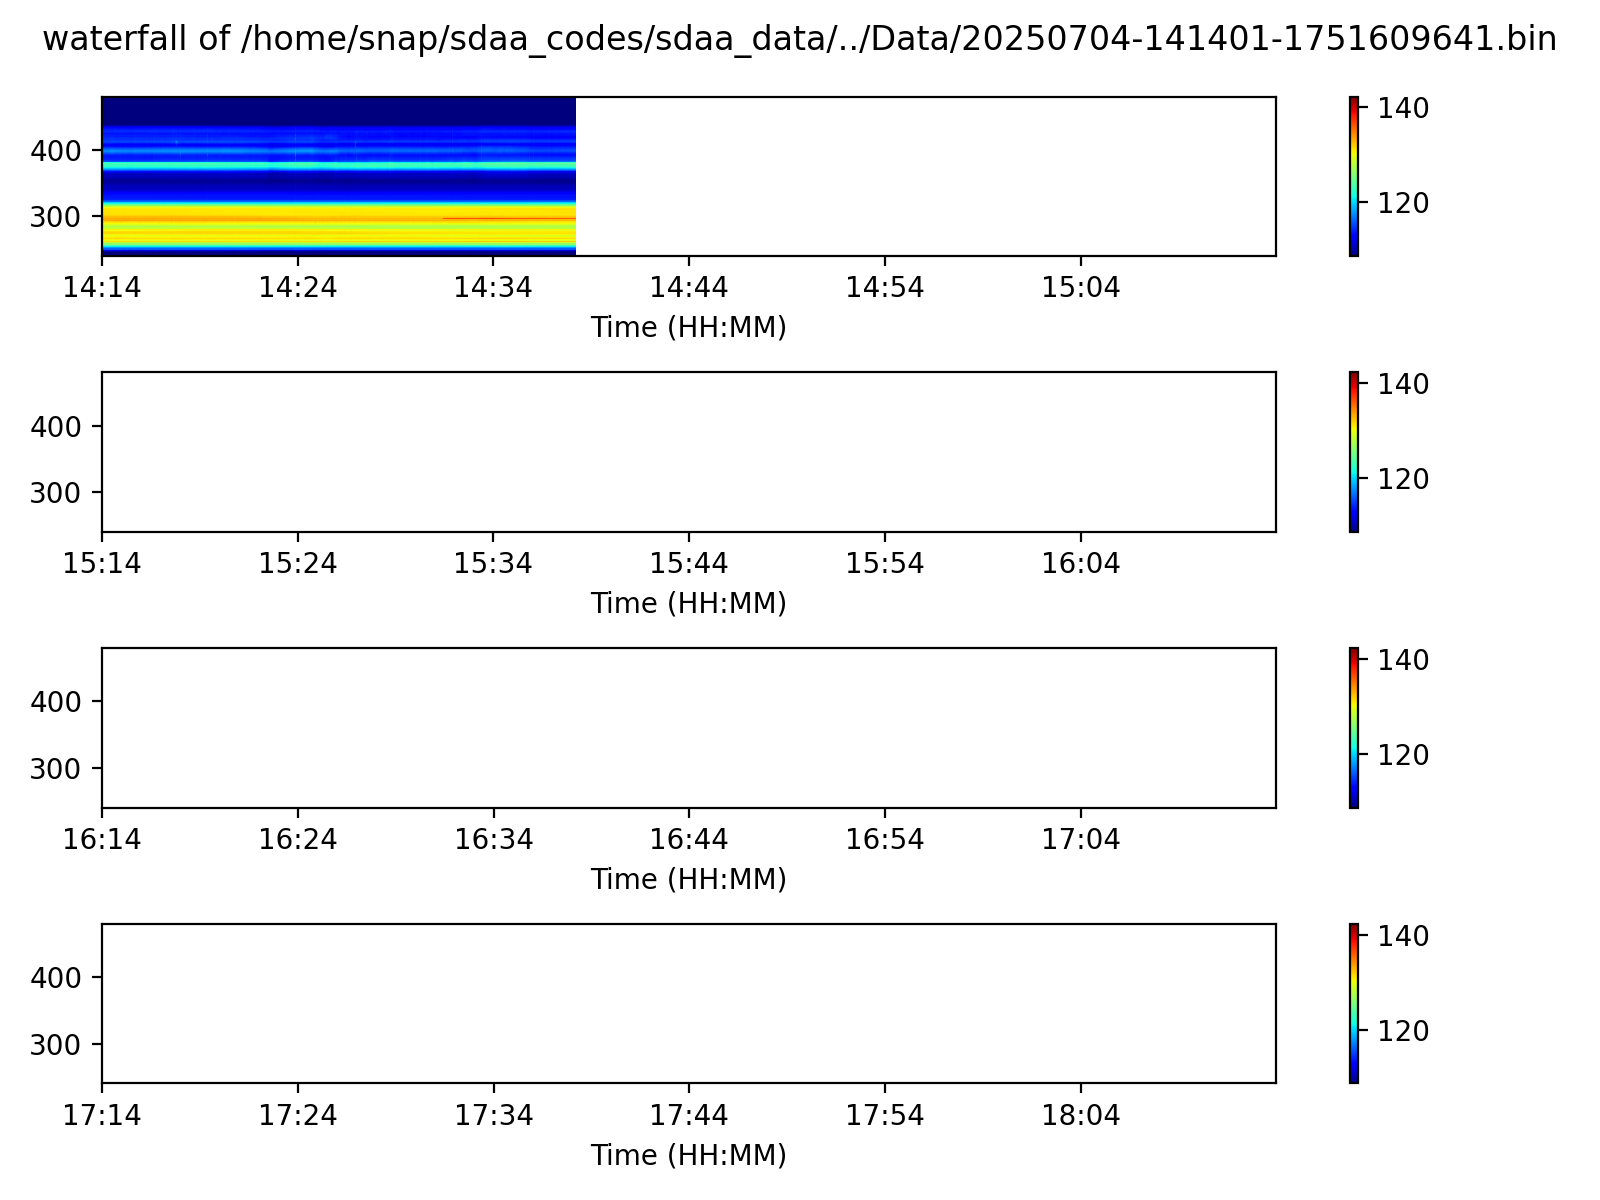 waterfall of /home/snap/sdaa_codes/sdaa_data/../Data/20250704-141401-1751609641.bin
400
300
140
120
14:14 14:24 14:34 14:44 14:54 15:04
Time (HH:MM)
400
300
140
120
15:14 15:24 15:34 15:44 15:54 16:04
Time (HH:MM)
400
300
140
120
16:14 16:24 16:34 16:44 16:54 17:04
Time (HH:MM)
400
300
140
120
17:14 17:24 17:34 17:44 17:54 18:04
Time (HH:MM)